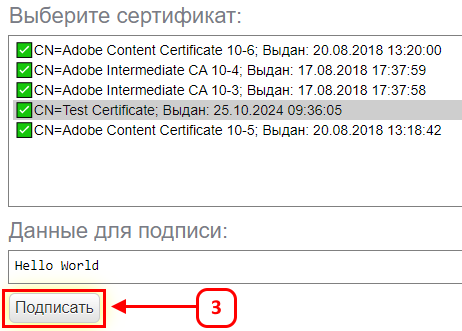 Выберите сертификат:
CN=Adobe Content Certificate 10-6; Выдан: 20.08.2018 13:20:00
CN=Adobe Intermediate CA 10-4; Выдан: 17.08.2018 17:37:59
CN=Adobe Intermediate CA 10-3; Выдан: 17.08.2018 17:37:58
CN=Test Certificate; Выдан: 25.10.2024 09:36:05
CN=Adobe Content Certificate 10-5; Выдан: 20.08.2018 13:18:42
Данные для подписи:
Hello World
Подписать 3